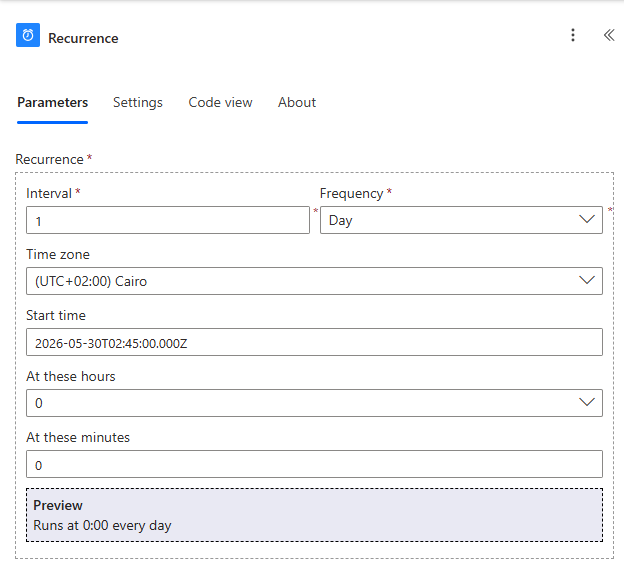 Recurrence
Parameters Settings Code view About
Recurrence *
Interval * Frequency *
1 * Day *
Time zone
(UTC+02:00) Cairo
Start time
2026-05-30T02:45:00.000Z
At these hours
0
At these minutes
0
Preview
Runs at 0:00 every day